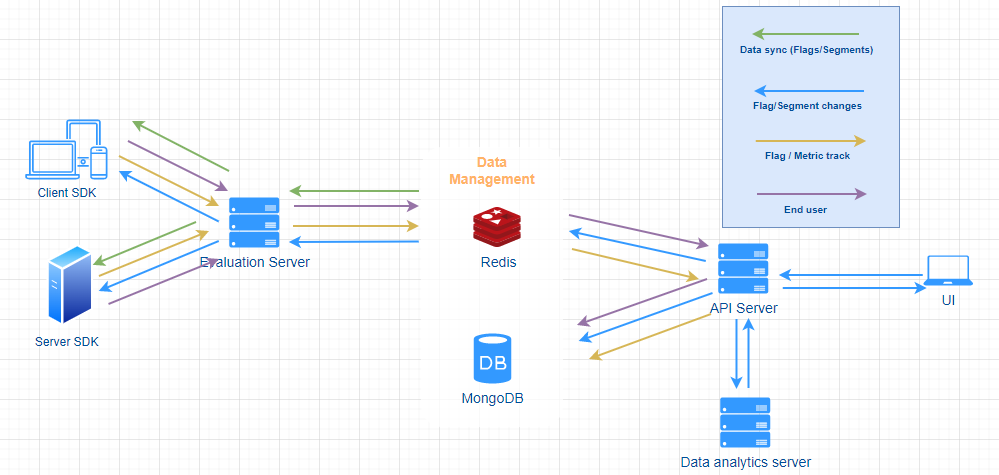 Data sync (Flags/Segments)
Flag/Segment changes
Flag / Metric track
End user
Client SDK
Data
Management
Evaluation Server
Redis
Server SDK
API Server
UI
DB
MongoDB
Data analytics server